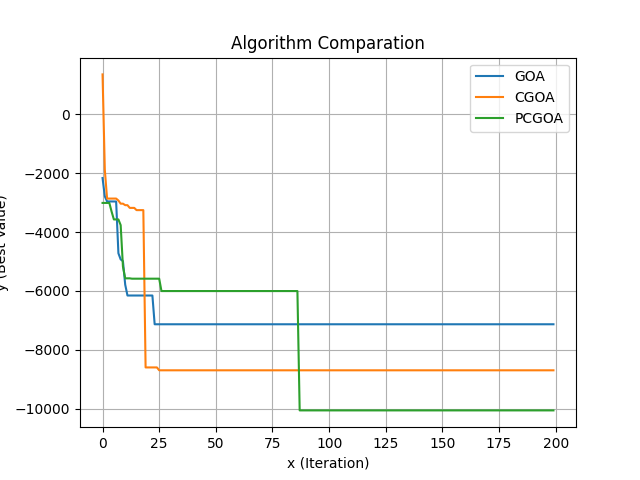 Algorithm Comparation
GOA
CGOA
PCGOA
0
−2000
−4000
−6000
−8000
−10000
y (Best Value)
0 25 50 75 100 125 150 175 200
x (Iteration)